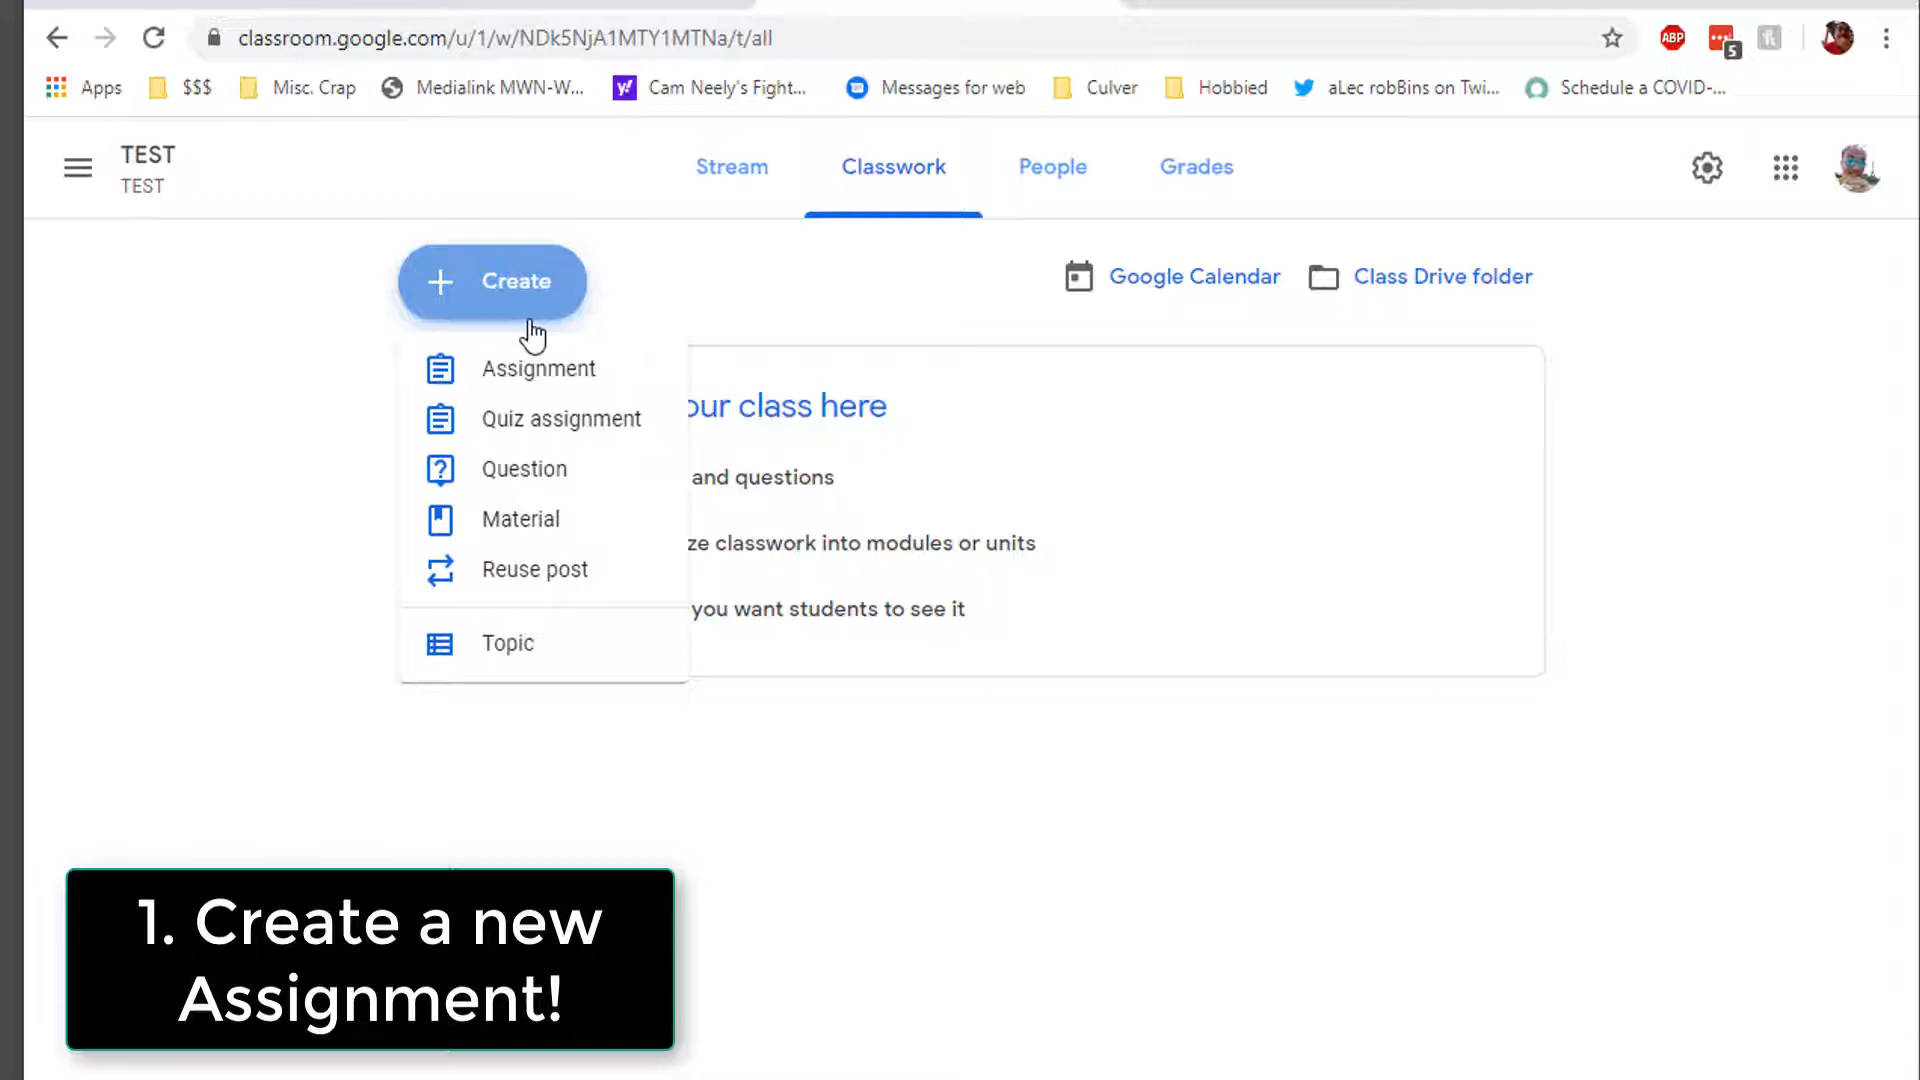 classroom.google.com/u/1/w/NDk5NjA1MTY1MTNa/t/all
ABP
5
Apps
$$$
Misc. Crap
Medialink MWN-W...
Cam Neely's Fight...
Messages for web
Culver
Hobbied
aLec robBins on Twi...
Schedule a COVID-...
TEST
TEST
Stream
Classwork
People
Grades
Create
Google Calendar
Class Drive folder
Assignment
Quiz assignment
Question
Material
Reuse post
Topic
our class here
and questions
ze classwork into modules or units
you want students to see it
1. Create a new
Assignment!